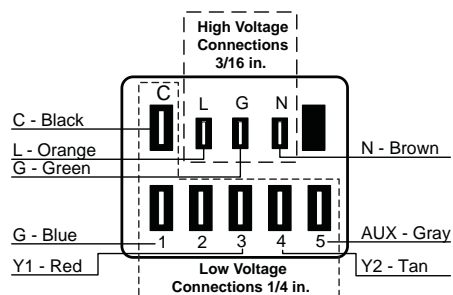 High Voltage
Connections
3/16 in.
C
L G N
C - Black
L - Orange
G - Green
N - Brown
G - Blue
1 2 3 4 5
AUX - Gray
Y1 - Red
Y2 - Tan
Low Voltage
Connections 1/4 in.